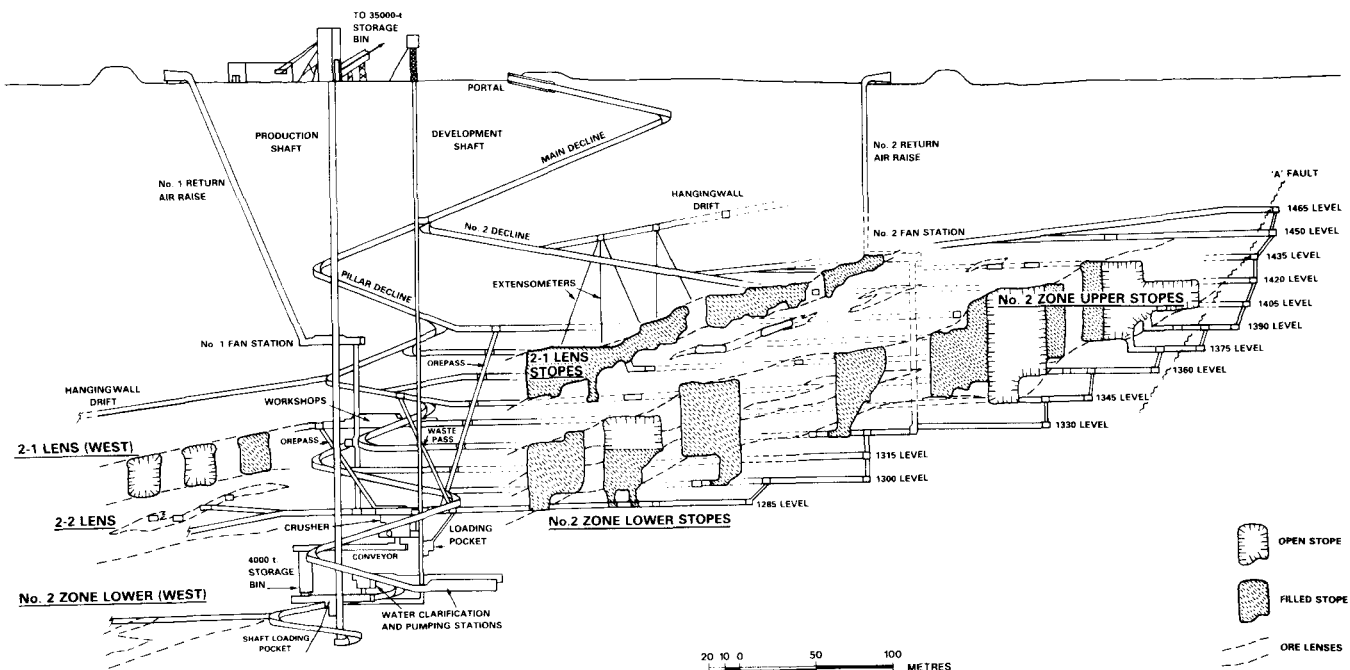 TO 35000-t
STORAGE
BIN
PORTAL
PRODUCTION
SHAFT
DEVELOPMENT
SHAFT
MAIN DECLINE
No. 1 RETURN
AIR RAISE
No. 2 RETURN
AIR RAISE
'A' FAULT
HANGINGWALL
DRIFT
No. 2 DECLINE
No. 2 FAN STATION
1465 LEVEL
1450 LEVEL
1435 LEVEL
1420 LEVEL
1405 LEVEL
1390 LEVEL
1375 LEVEL
1360 LEVEL
1345 LEVEL
1330 LEVEL
1315 LEVEL
1300 LEVEL
1285 LEVEL
PILLAR DECLINE
EXTENSOMETERS
No. 2 ZONE UPPER STOPES
No 1 FAN STATION
OREPASS
2-1 LENS
STOPES
HANGINGWALL
DRIFT
WORKSHOPS
OREPASS
WASTE
PASS
2-1 LENS (WEST)
2-2 LENS
CRUSHER
LOADING
POCKET
No.2 ZONE LOWER STOPES
CONVEYOR
4000 t
STORAGE
BIN
No. 2 ZONE LOWER (WEST)
WATER CLARIFICATION
AND PUMPING STATIONS
SHAFT LOADING
POCKET
OPEN STOPE
FILLED STOPE
ORE LENSES
20 10 0 50 100
METRES